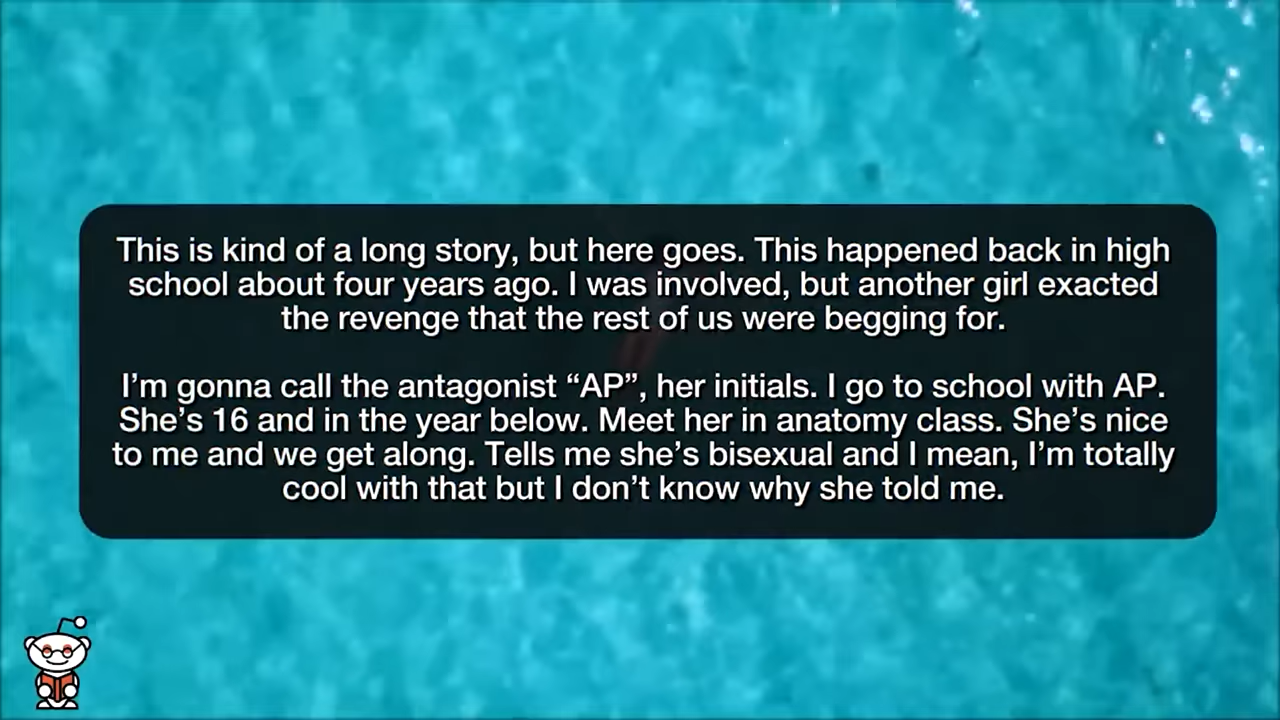 This is kind of a long story, but here goes. This happened back in high
school about four years ago. I was involved, but another girl exacted
the revenge that the rest of us were begging for.
I’m gonna call the antagonist “AP”, her initials. I go to school with AP.
She’s 16 and in the year below. Meet her in anatomy class. She’s nice
to me and we get along. Tells me she’s bisexual and I mean, I’m totally
cool with that but I don’t know why she told me.